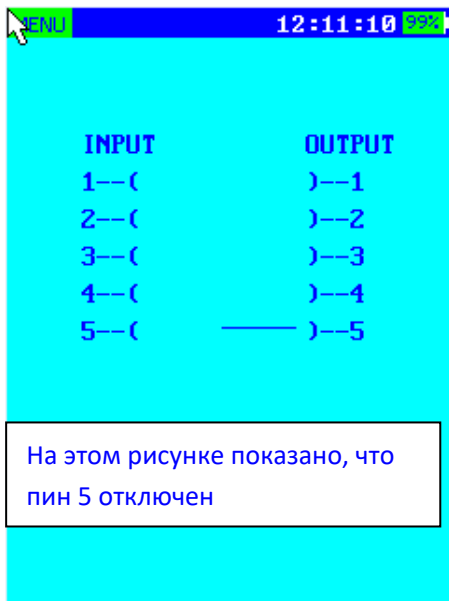 MENU 12:11:10 99%
INPUT OUTPUT
1--( )--1
2--( )--2
3--( )--3
4--( )--4
5--( )--5
На этом рисунке показано, что
пин 5 отключен